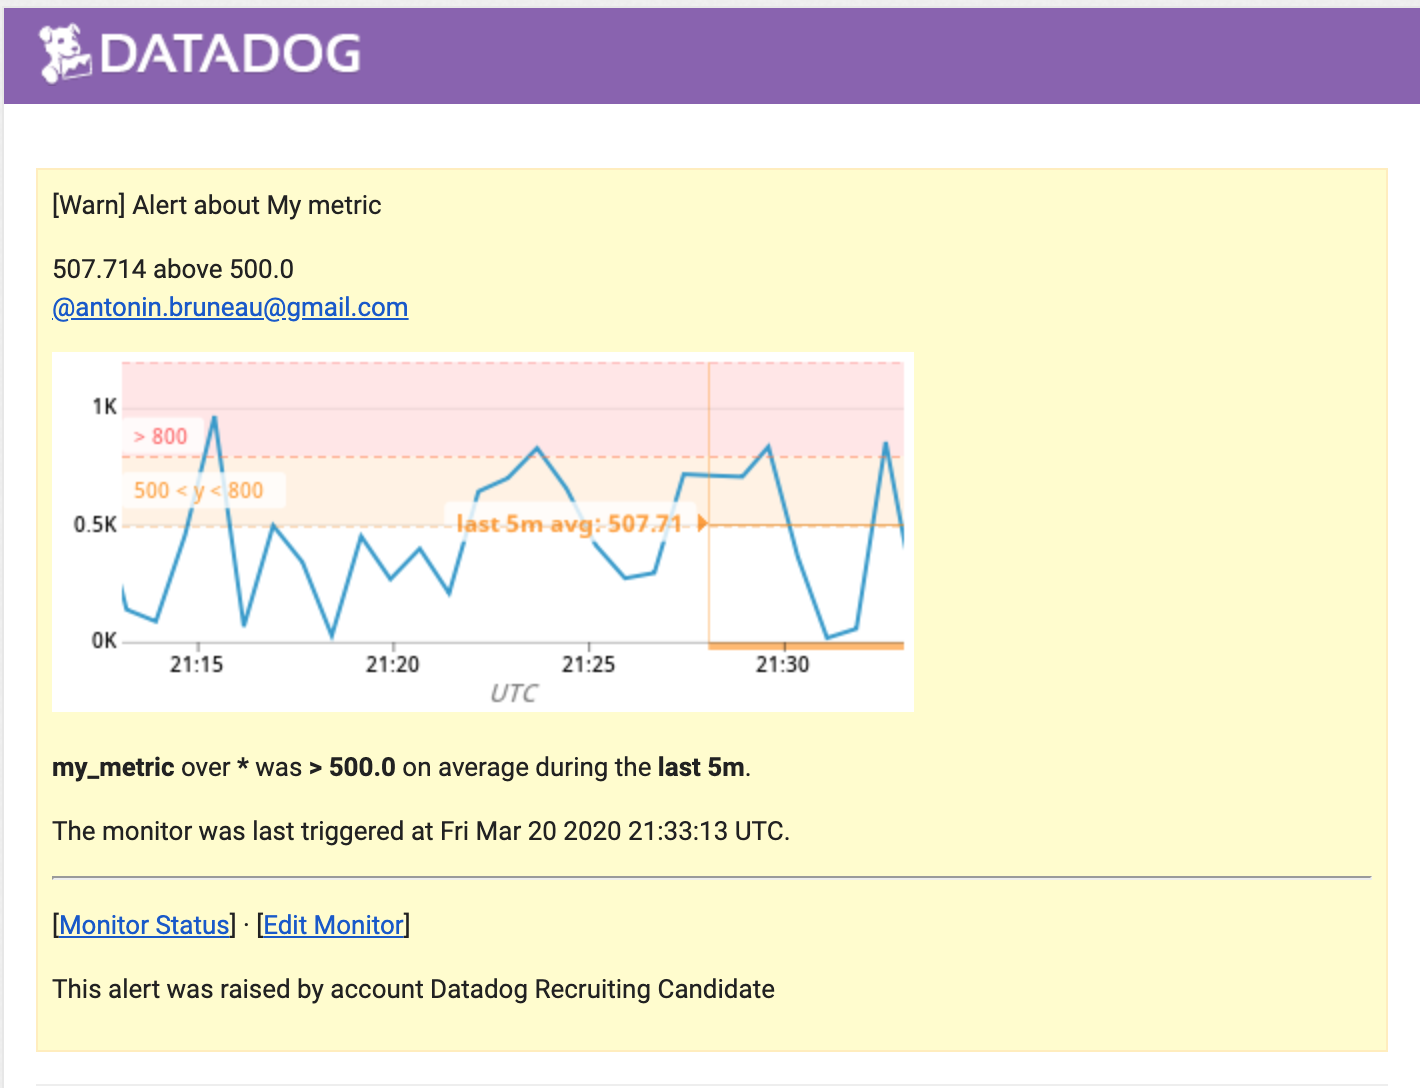 DATADOG
[Warn] Alert about My metric
507.714 above 500.0
@antonin.bruneau@gmail.com
1K
> 800
500 < y < 800
0.5K
last 5m avg: 507.71
0K
21:15 21:20 21:25 21:30
UTC
my_metric over * was > 500.0 on average during the last 5m.
The monitor was last triggered at Fri Mar 20 2020 21:33:13 UTC.
[Monitor Status] · [Edit Monitor]
This alert was raised by account Datadog Recruiting Candidate